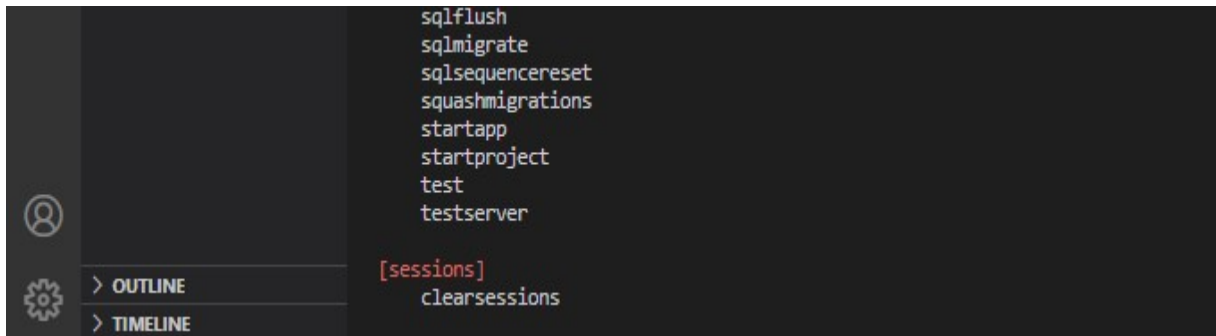 sqlflush
sqlmigrate
sqlsequencereset
squashmigrations
startapp
startproject
test
testserver
[sessions]
clearsessions
OUTLINE
TIMELINE